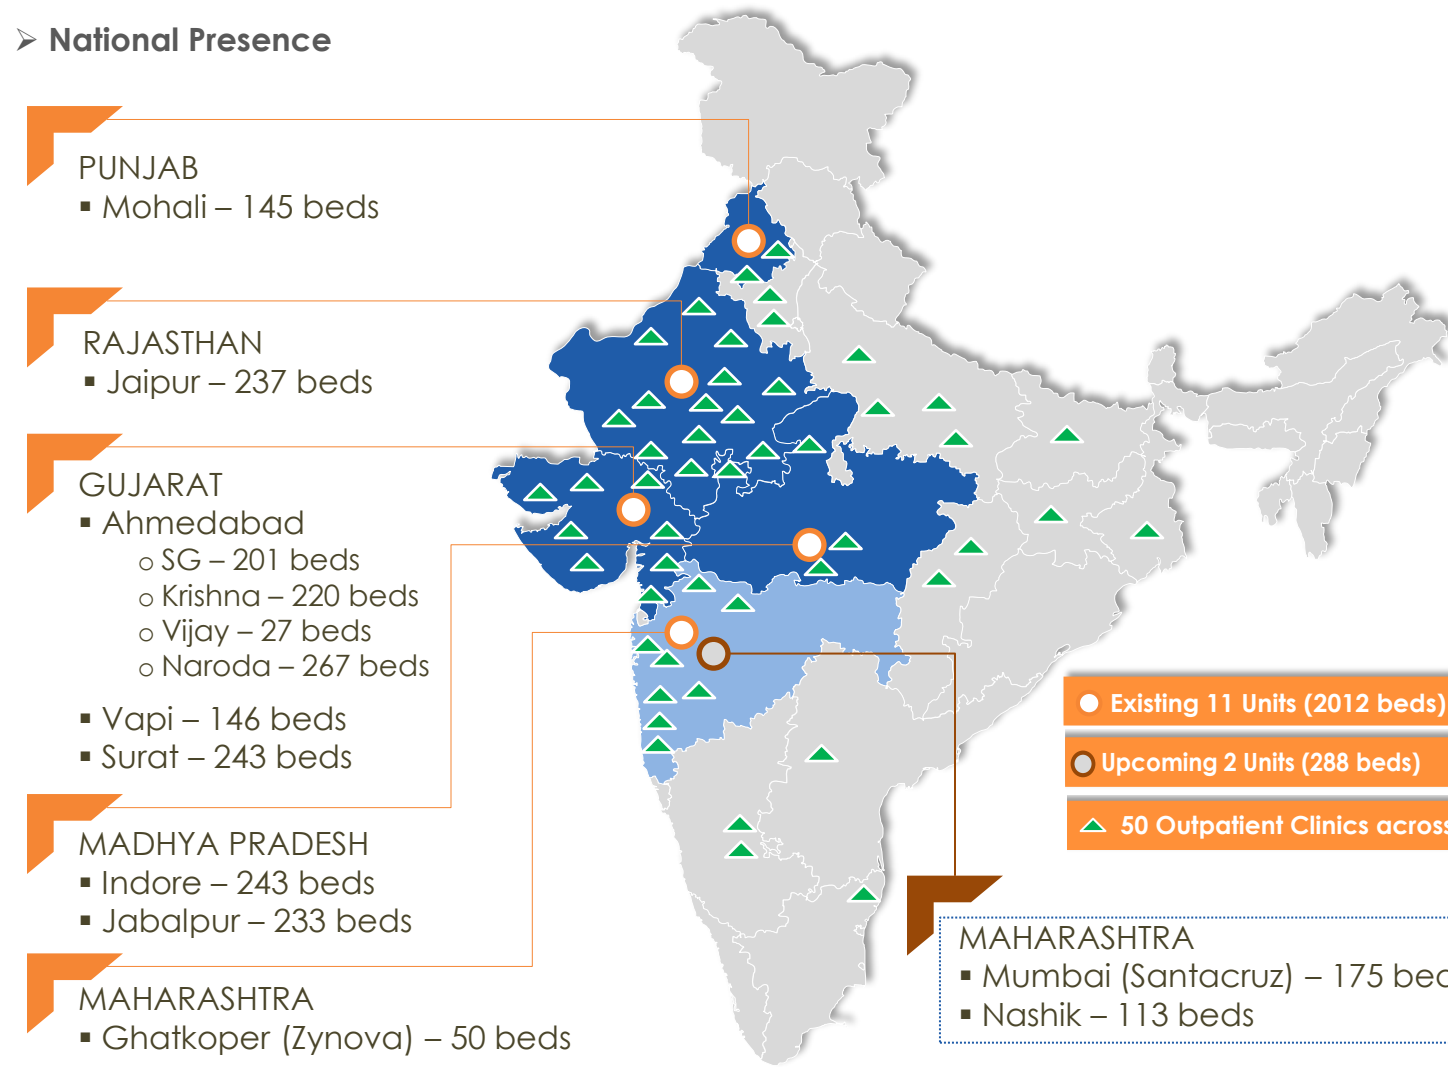 ➢ National Presence
PUNJAB
▪ Mohali – 145 beds
RAJASTHAN
▪ Jaipur – 237 beds
GUJARAT
▪ Ahmedabad
o SG – 201 beds
o Krishna – 220 beds
o Vijay – 27 beds
o Naroda – 267 beds
▪ Vapi – 146 beds
▪ Surat – 243 beds
MADHYA PRADESH
▪ Indore – 243 beds
▪ Jabalpur – 233 beds
MAHARASHTRA
▪ Ghatkoper (Zynova) – 50 beds
Existing 11 Units (2012 beds)
Upcoming 2 Units (288 beds)
50 Outpatient Clinics across
MAHARASHTRA
▪ Mumbai (Santacruz) – 175
▪ Nashik – 113 beds